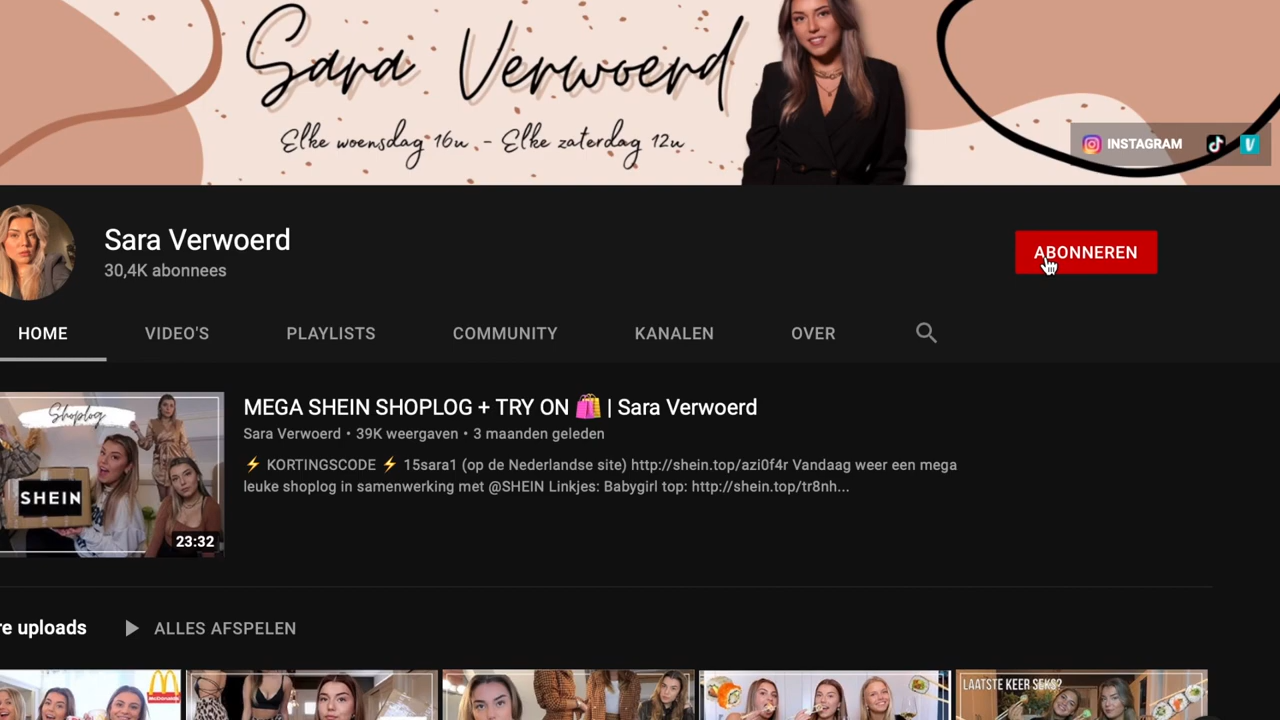 Sara Verwoerd
Elke woensdag 16u - Elke zaterdag 12u
INSTAGRAM
Sara Verwoerd
30,4K abonnees
ABONNEREN
HOME VIDEO'S PLAYLISTS COMMUNITY KANALEN OVER
Shoplog
SHEIN
23:32
MEGA SHEIN SHOPLOG + TRY ON 🛍️ | Sara Verwoerd
Sara Verwoerd • 39K weergaven • 3 maanden geleden
⚡ KORTINGSCODE ⚡ 15sara1 (op de Nederlandse site) http://shein.top/azi0f4r Vandaag weer een mega
leuke shoplog in samenwerking met @SHEIN Linkjes: Babygirl top: http://shein.top/tr8nh...
re uploads ALLES AFSPELEN
McDonald's
LAATSTE KEER SEKS?